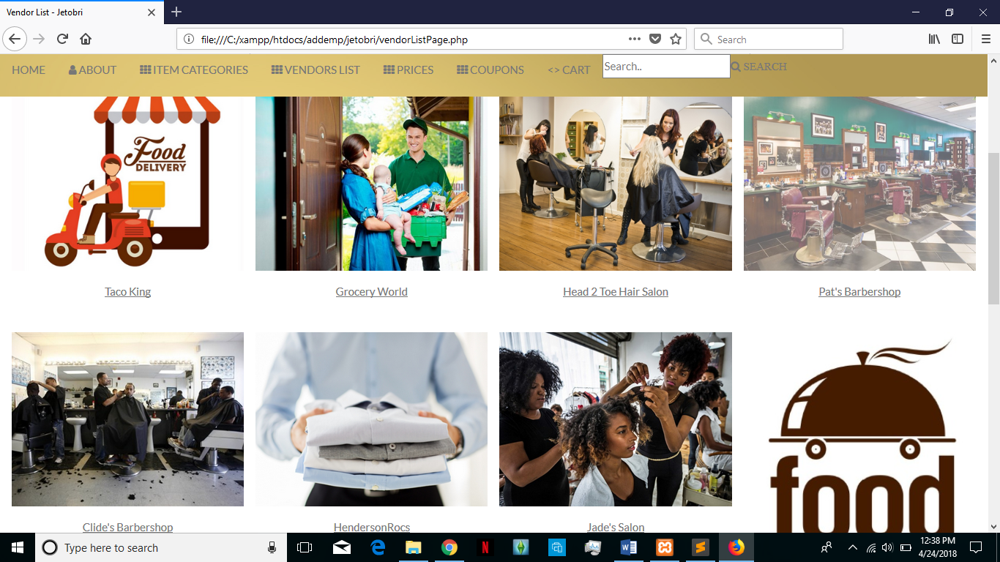 Vendor List - Jetobri
file:///C:/xampp/htdocs/addemp/jetobri/vendorListPage.php
Search
HOME ABOUT ITEM CATEGORIES VENDORS LIST PRICES COUPONS <> CART Search.. SEARCH
Food
DELIVERY
Taco King Grocery World Head 2 Toe Hair Salon Pat's Barbershop
food
Clide's Barbershop HendersonRocs Jade's Salon
Type here to search
12:38 PM
4/24/2018